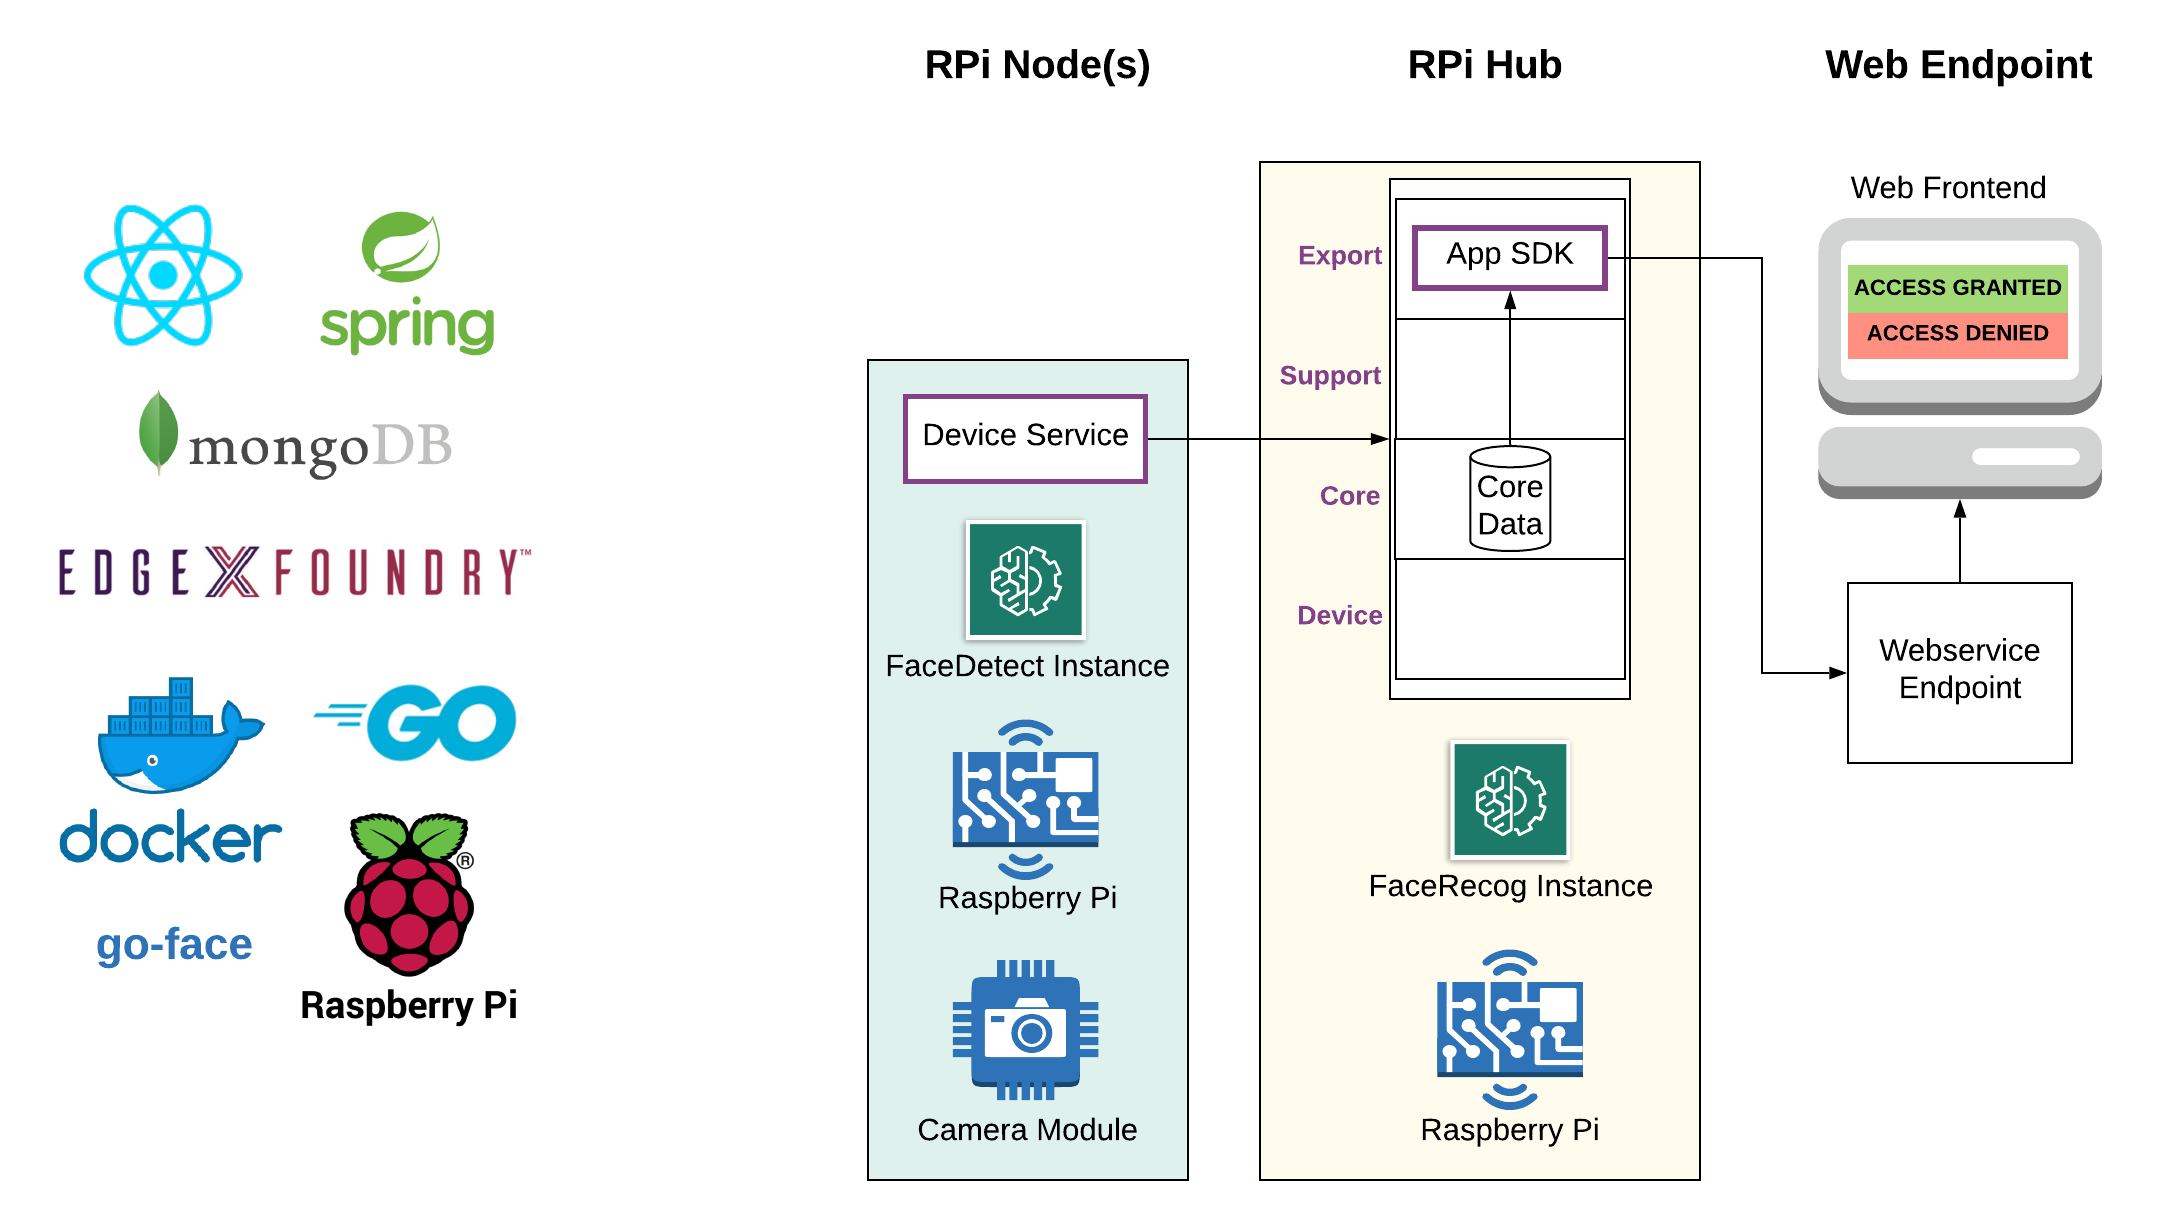 RPi Node(s)
RPi Hub
Web Endpoint
spring
mongoDB
EDGE X FOUNDRY™
docker
GO
go-face
®
Raspberry Pi
Device Service
FaceDetect Instance
Raspberry Pi
Camera Module
Export
App SDK
Support
Core
Core
Data
Device
FaceRecog Instance
Raspberry Pi
Web Frontend
ACCESS GRANTED
ACCESS DENIED
Webservice
Endpoint